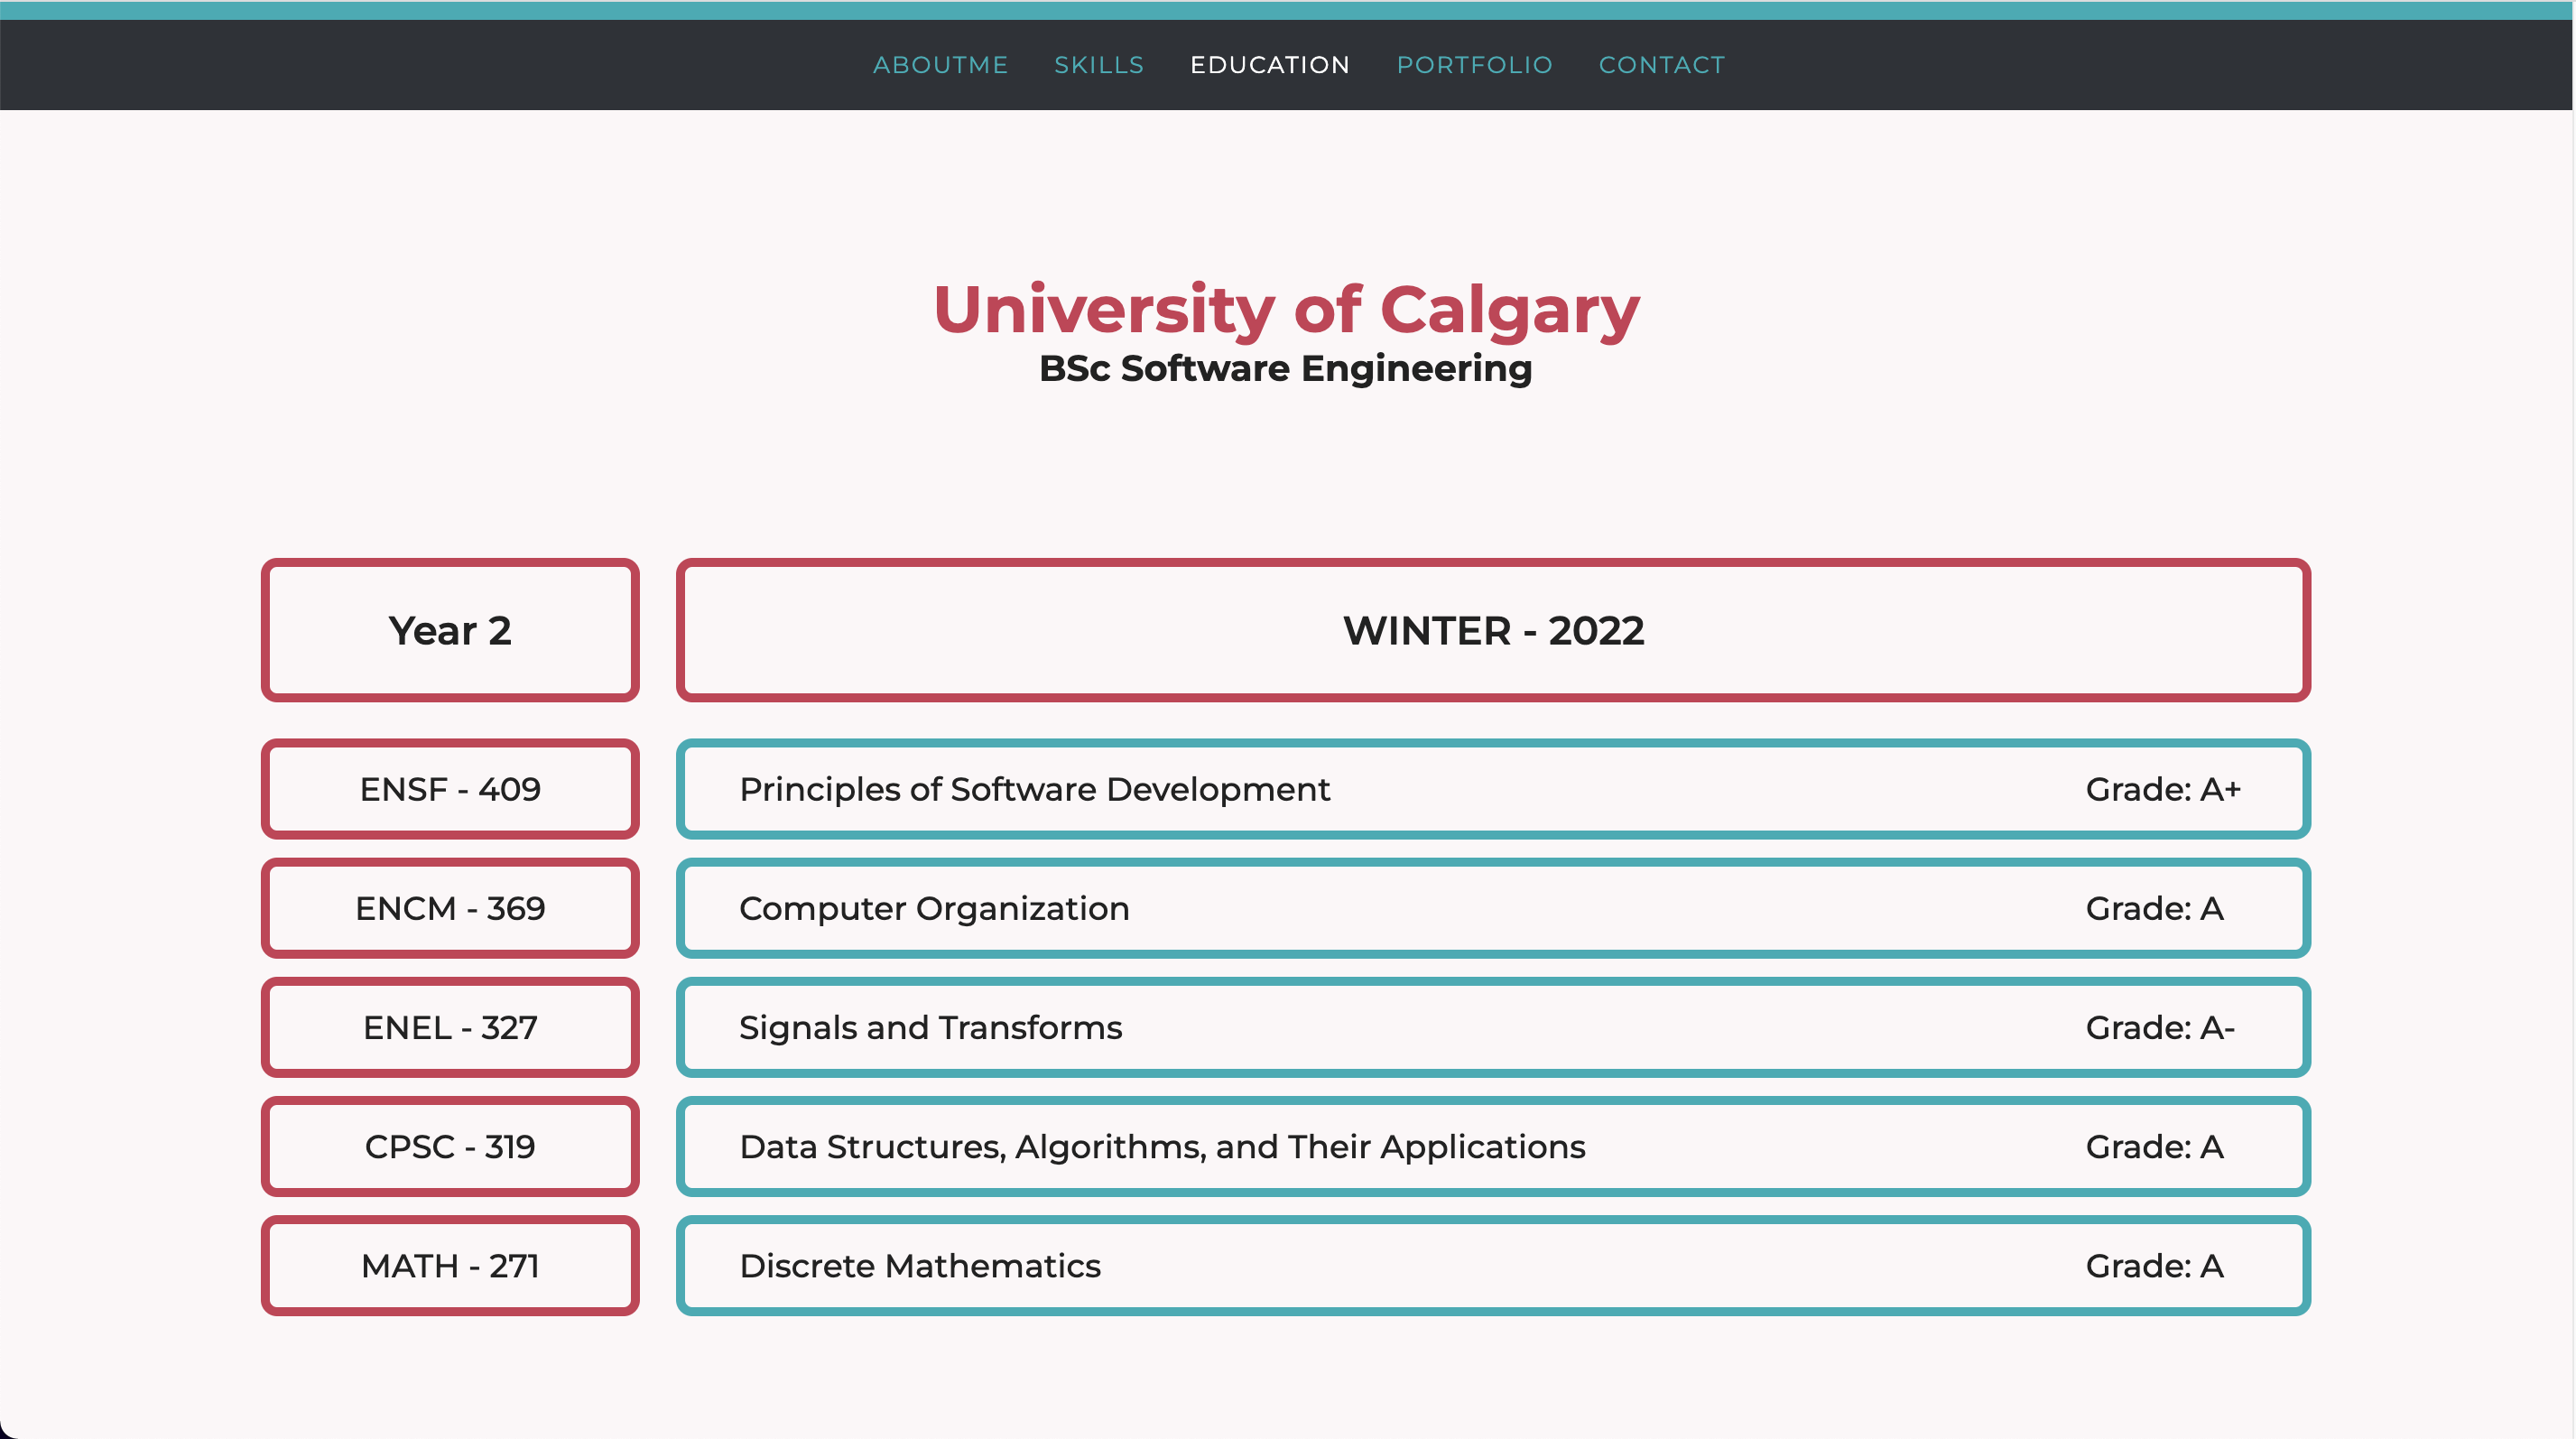 ABOUTME SKILLS EDUCATION PORTFOLIO CONTACT
University of Calgary
BSc Software Engineering
Year 2 WINTER - 2022
ENSF - 409 Principles of Software Development Grade: A+
ENCM - 369 Computer Organization Grade: A
ENEL - 327 Signals and Transforms Grade: A-
CPSC - 319 Data Structures, Algorithms, and Their Applications Grade: A
MATH - 271 Discrete Mathematics Grade: A